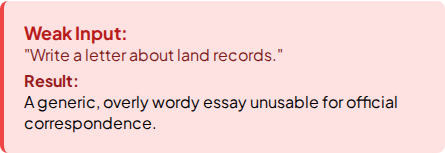 Weak Input:
"Write a letter about land records."
Result:
A generic, overly wordy essay unusable for official
correspondence.